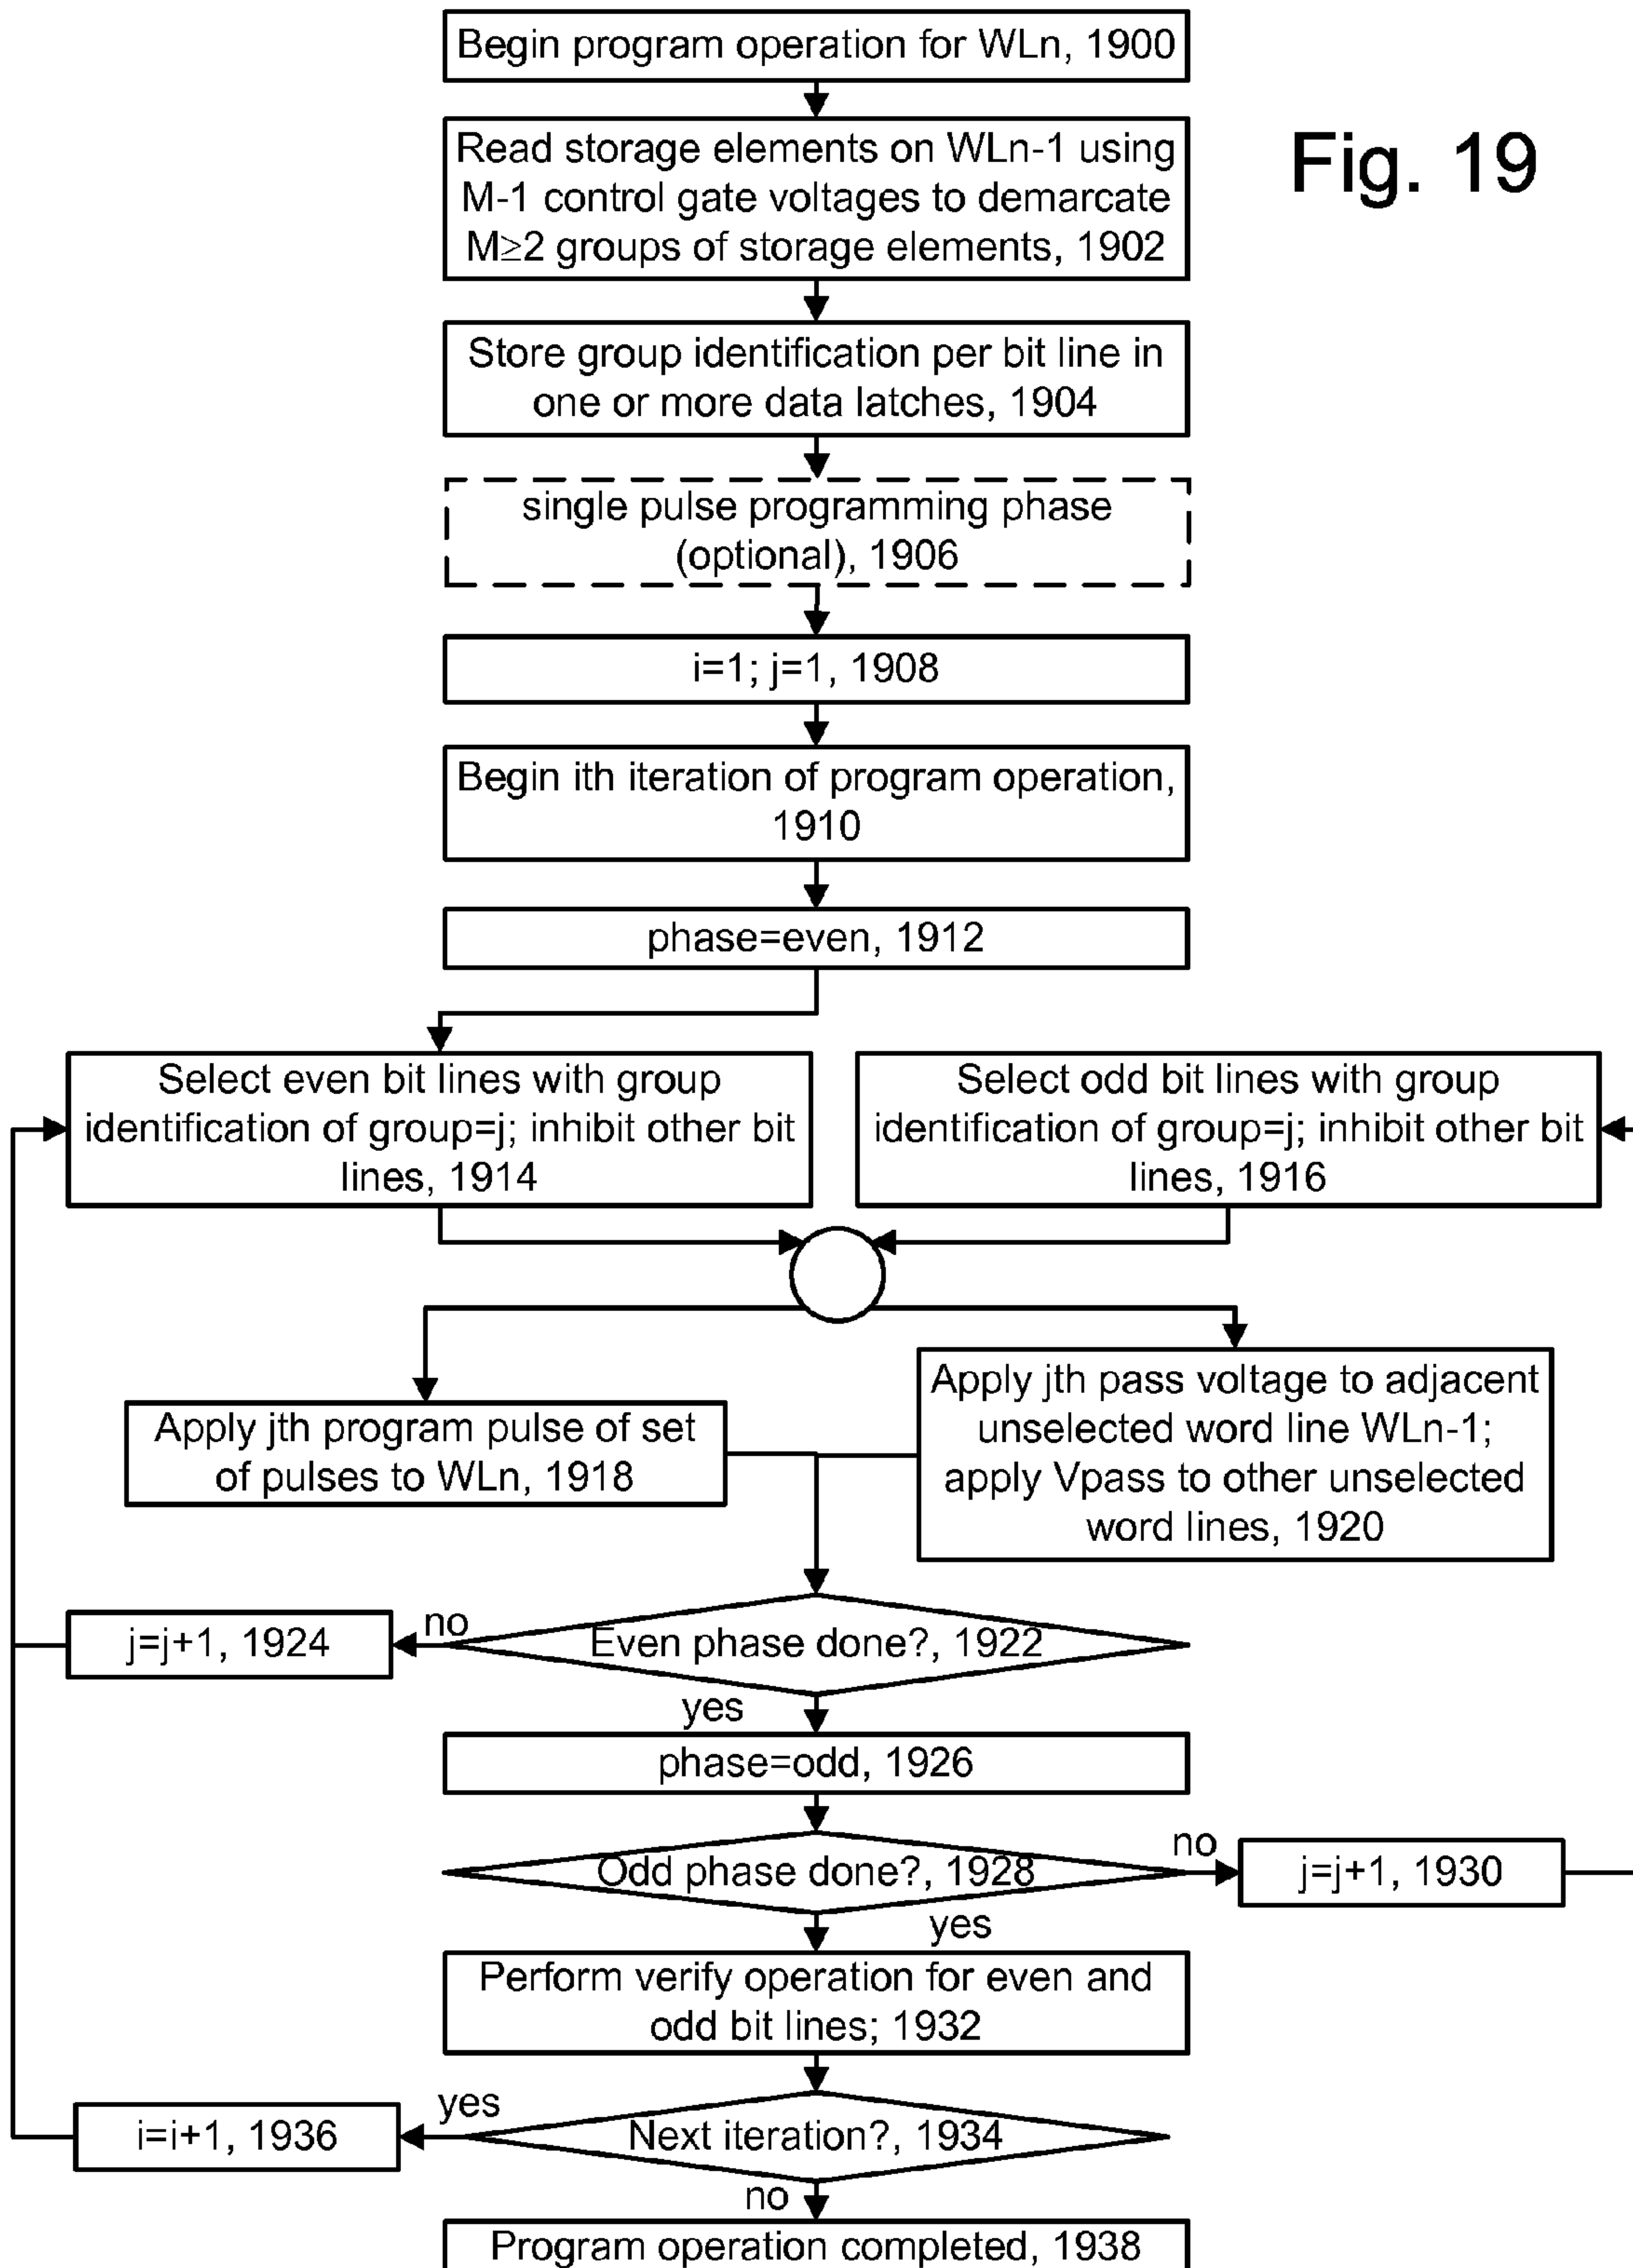 Begin program operation for WLn, 1900
Fig. 19
Read storage elements on WLn-1 using
M-1 control gate voltages to demarcate
M≥2 groups of storage elements, 1902
Store group identification per bit line in
one or more data latches, 1904
single pulse programming phase
(optional), 1906
i=1; j=1, 1908
Begin ith iteration of program operation,
1910
phase=even, 1912
Select even bit lines with group
identification of group=j; inhibit other bit
lines, 1914
Select odd bit lines with group
identification of group=j; inhibit other bit
lines, 1916
Apply jth program pulse of set
of pulses to WLn, 1918
Apply jth pass voltage to adjacent
unselected word line WLn-1;
apply Vpass to other unselected
word lines, 1920
Even phase done?, 1922
no
j=j+1, 1924
yes
phase=odd, 1926
Odd phase done?, 1928
no
j=j+1, 1930
yes
Perform verify operation for even and
odd bit lines; 1932
Next iteration?, 1934
yes
i=i+1, 1936
no
Program operation completed, 1938